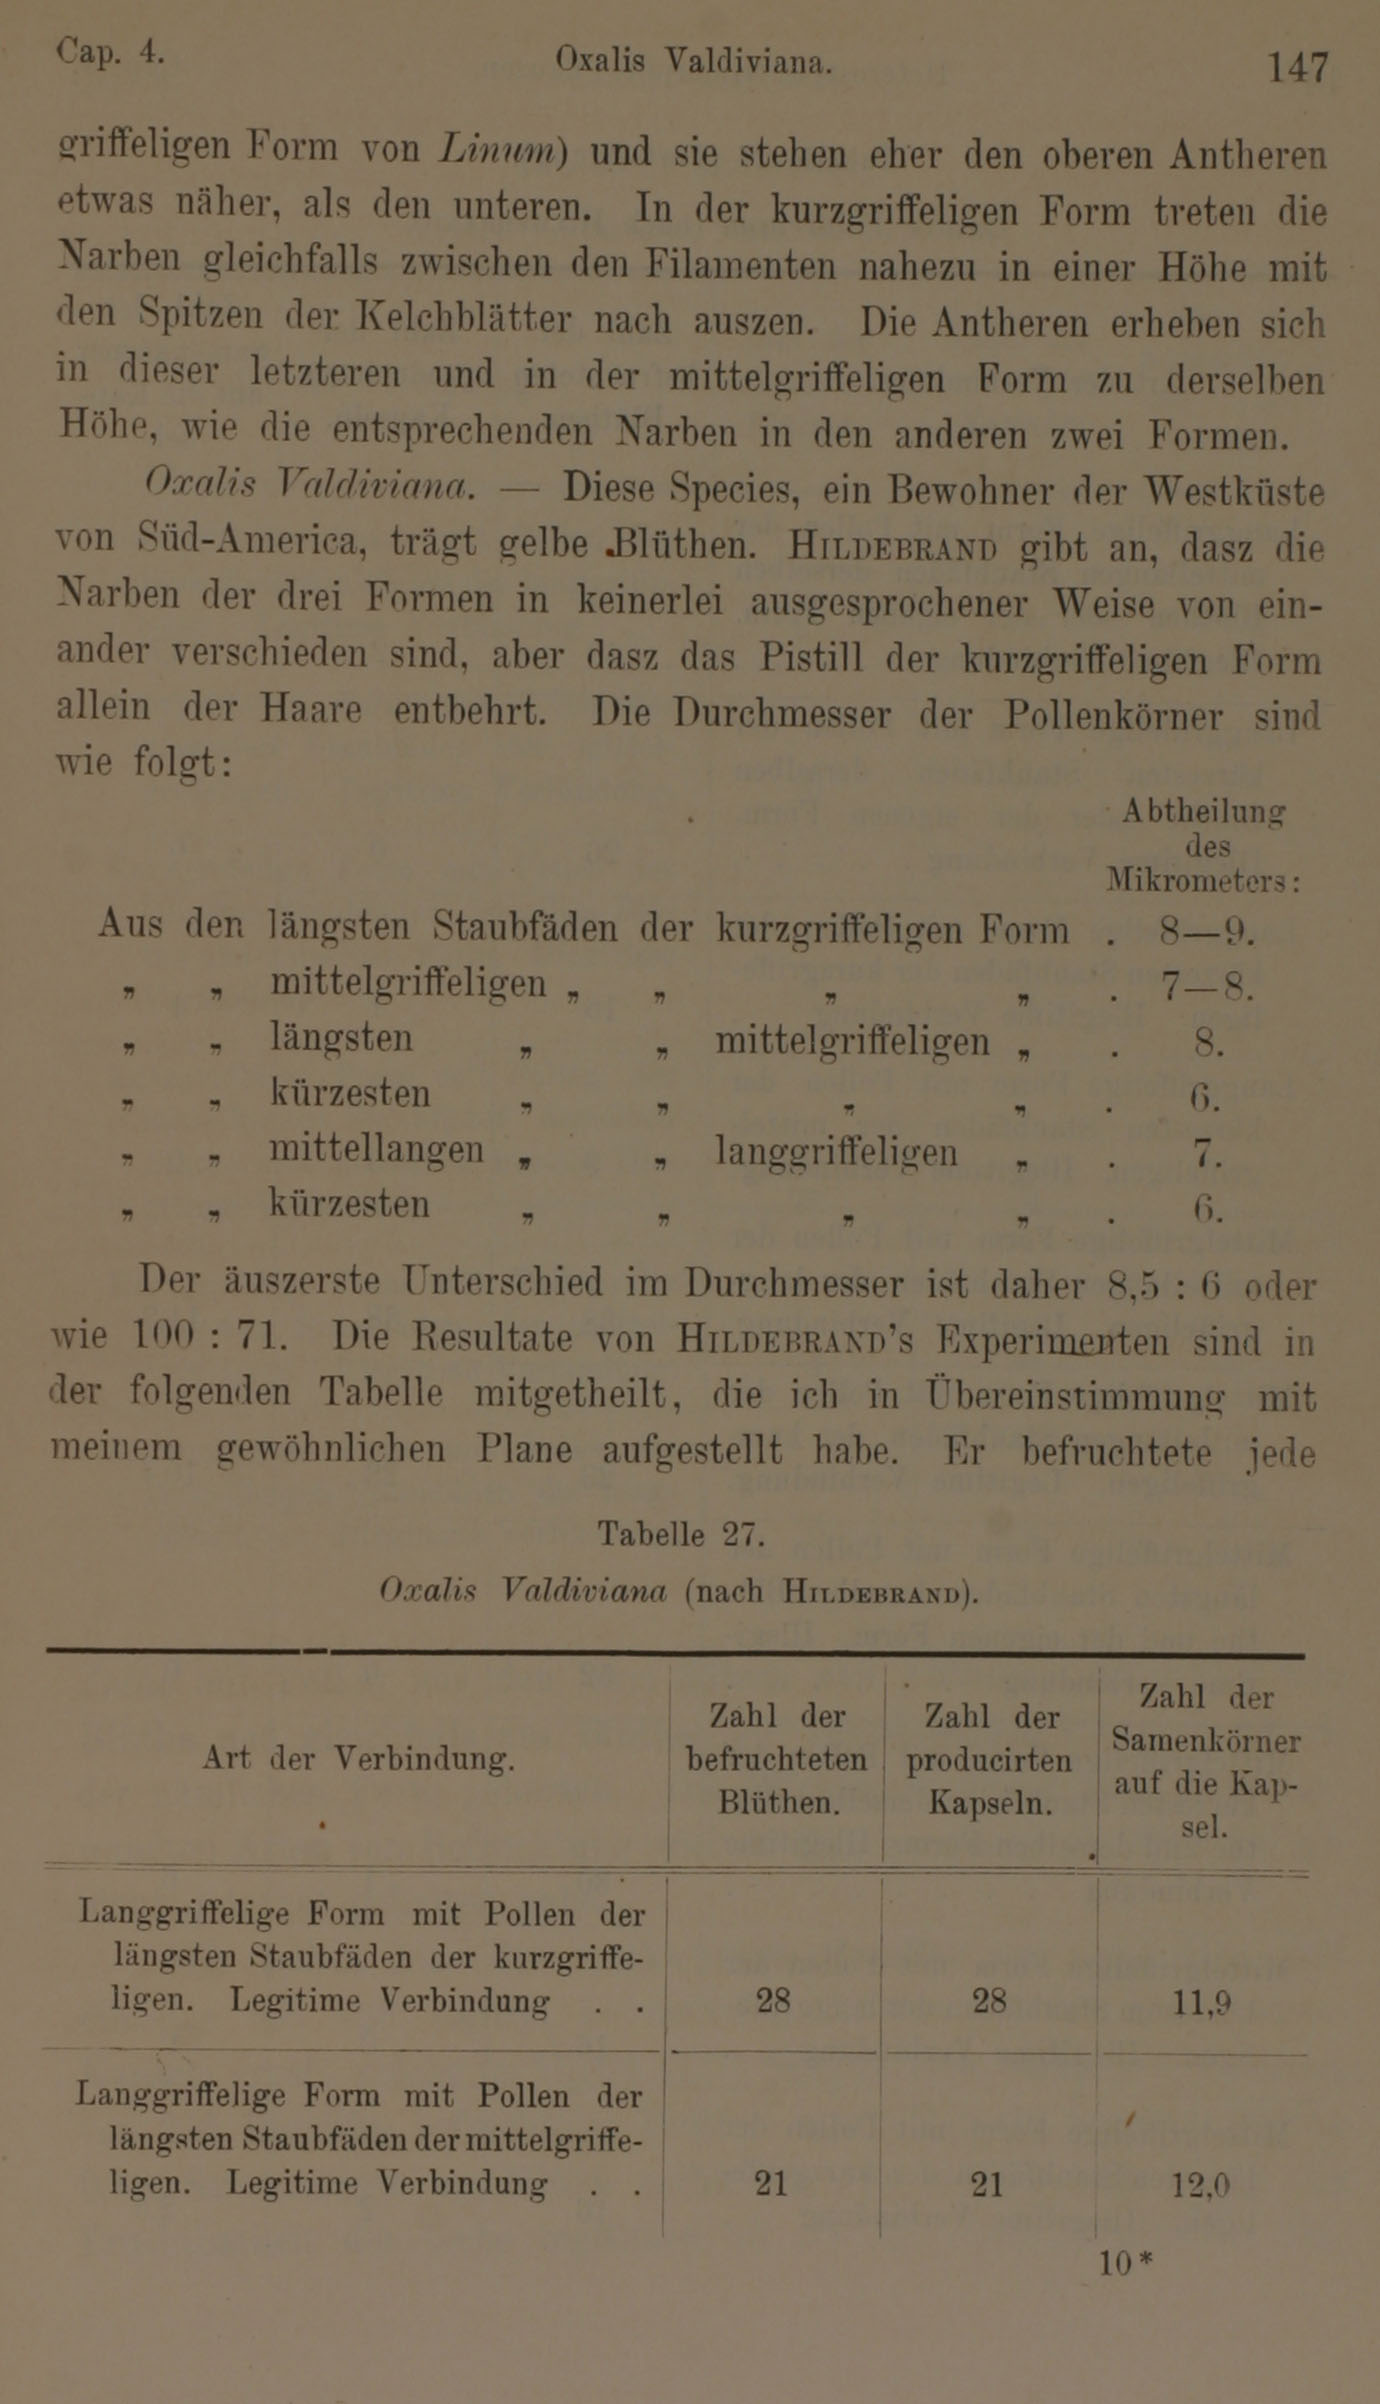 Cap. 4. Oxalis Valdiviana. 147
griffeligen Form von Linum) und sie stehen eher den oberen Antheren
etwas näher, als den unteren. In der kurzgriffeligen Form treten die
Narben gleichfalls zwischen den Filamenten nahezu in einer Höhe mit
den Spitzen der Kelchblätter nach auszen. Die Antheren erheben sich
in dieser letzteren und in der mittelgriffeligen Form zu derselben
Höhe, wie die entsprechenden Narben in den anderen zwei Formen.
Oxalis Valdiviana. — Diese Species, ein Bewohner der Westküste
von Süd-America, trägt gelbe Blüthen. HILDEBRAND gibt an, dasz die
Narben der drei Formen in keinerlei ausgesprochener Weise von ein-
ander verschieden sind, aber dasz das Pistill der kurzgriffeligen Form
allein der Haare entbehrt. Die Durchmesser der Pollenkörner sind
wie folgt:
Abtheilung
des
Mikrometers:
Aus den längsten Staubfäden der kurzgriffeligen Form . 8—9.
„ „ mittelgriffeligen „ „ „ „ . 7—8.
„ „ längsten „ „ mittelgriffeligen „ . 8.
„ „ kürzesten „ „ „ „ . 6.
„ „ mittellangen „ „ langgriffeligen „ . 7.
„ „ kürzesten „ „ „ „ . 6.
Der äuszerste Unterschied im Durchmesser ist daher 8,5 : 6 oder
wie 100 : 71. Die Resultate von HILDEBRAND'S Experimenten sind in
der folgenden Tabelle mitgetheilt, die ich in Übereinstimmung mit
meinem gewöhnlichen Plane aufgestellt habe. Er befruchtete jede
Tabelle 27.
Oxalis Valdiviana (nach HILDEBRAND).
Art der Verbindung.
Zahl der
befruchteten
Blüthen.
Zahl der
producirten
Kapseln.
Zahl der
Samenkörner
auf die Kap-
sel.
Langgriffelige Form mit Pollen der
längsten Staubfäden der kurzgriffe-
ligen. Legitime Verbindung . . 28 28 11,9
Langgriffelige Form mit Pollen der
längsten Staubfäden der mittelgriffe-
ligen. Legitime Verbindung . . 21 21 12,0
10*